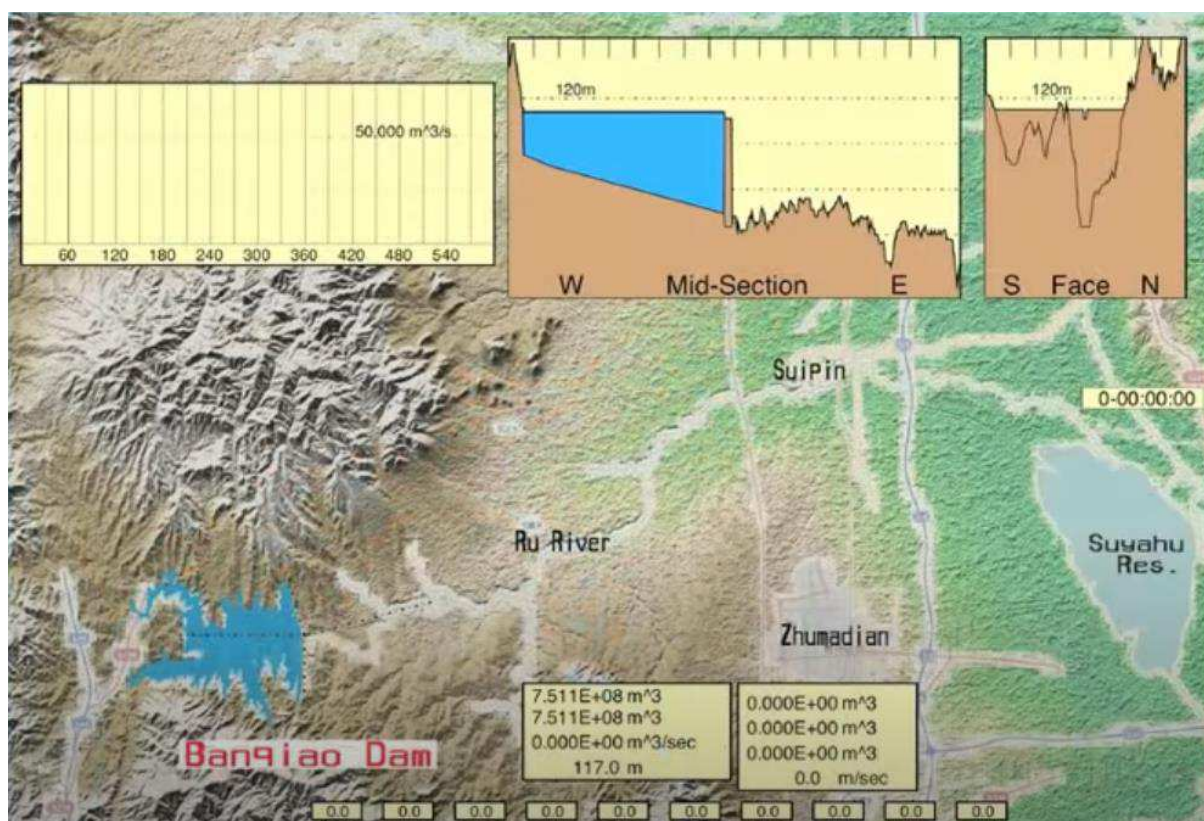 50,000 m^3/s
60 120 180 240 300 360 420 480 540
120m
W Mid-Section E
120m
S Face N
Suipin
0-00:00:00
Ru River
Suyahu
Res.
Zhumadian
Banqiao Dam
7.511E+08 m^3
7.511E+08 m^3
0.000E+00 m^3/sec
117.0 m
0.000E+00 m^3
0.000E+00 m^3
0.000E+00 m^3
0.0 m/sec
0.0 0.0 0.0 0.0 0.0 0.0 0.0 0.0 0.0 0.0